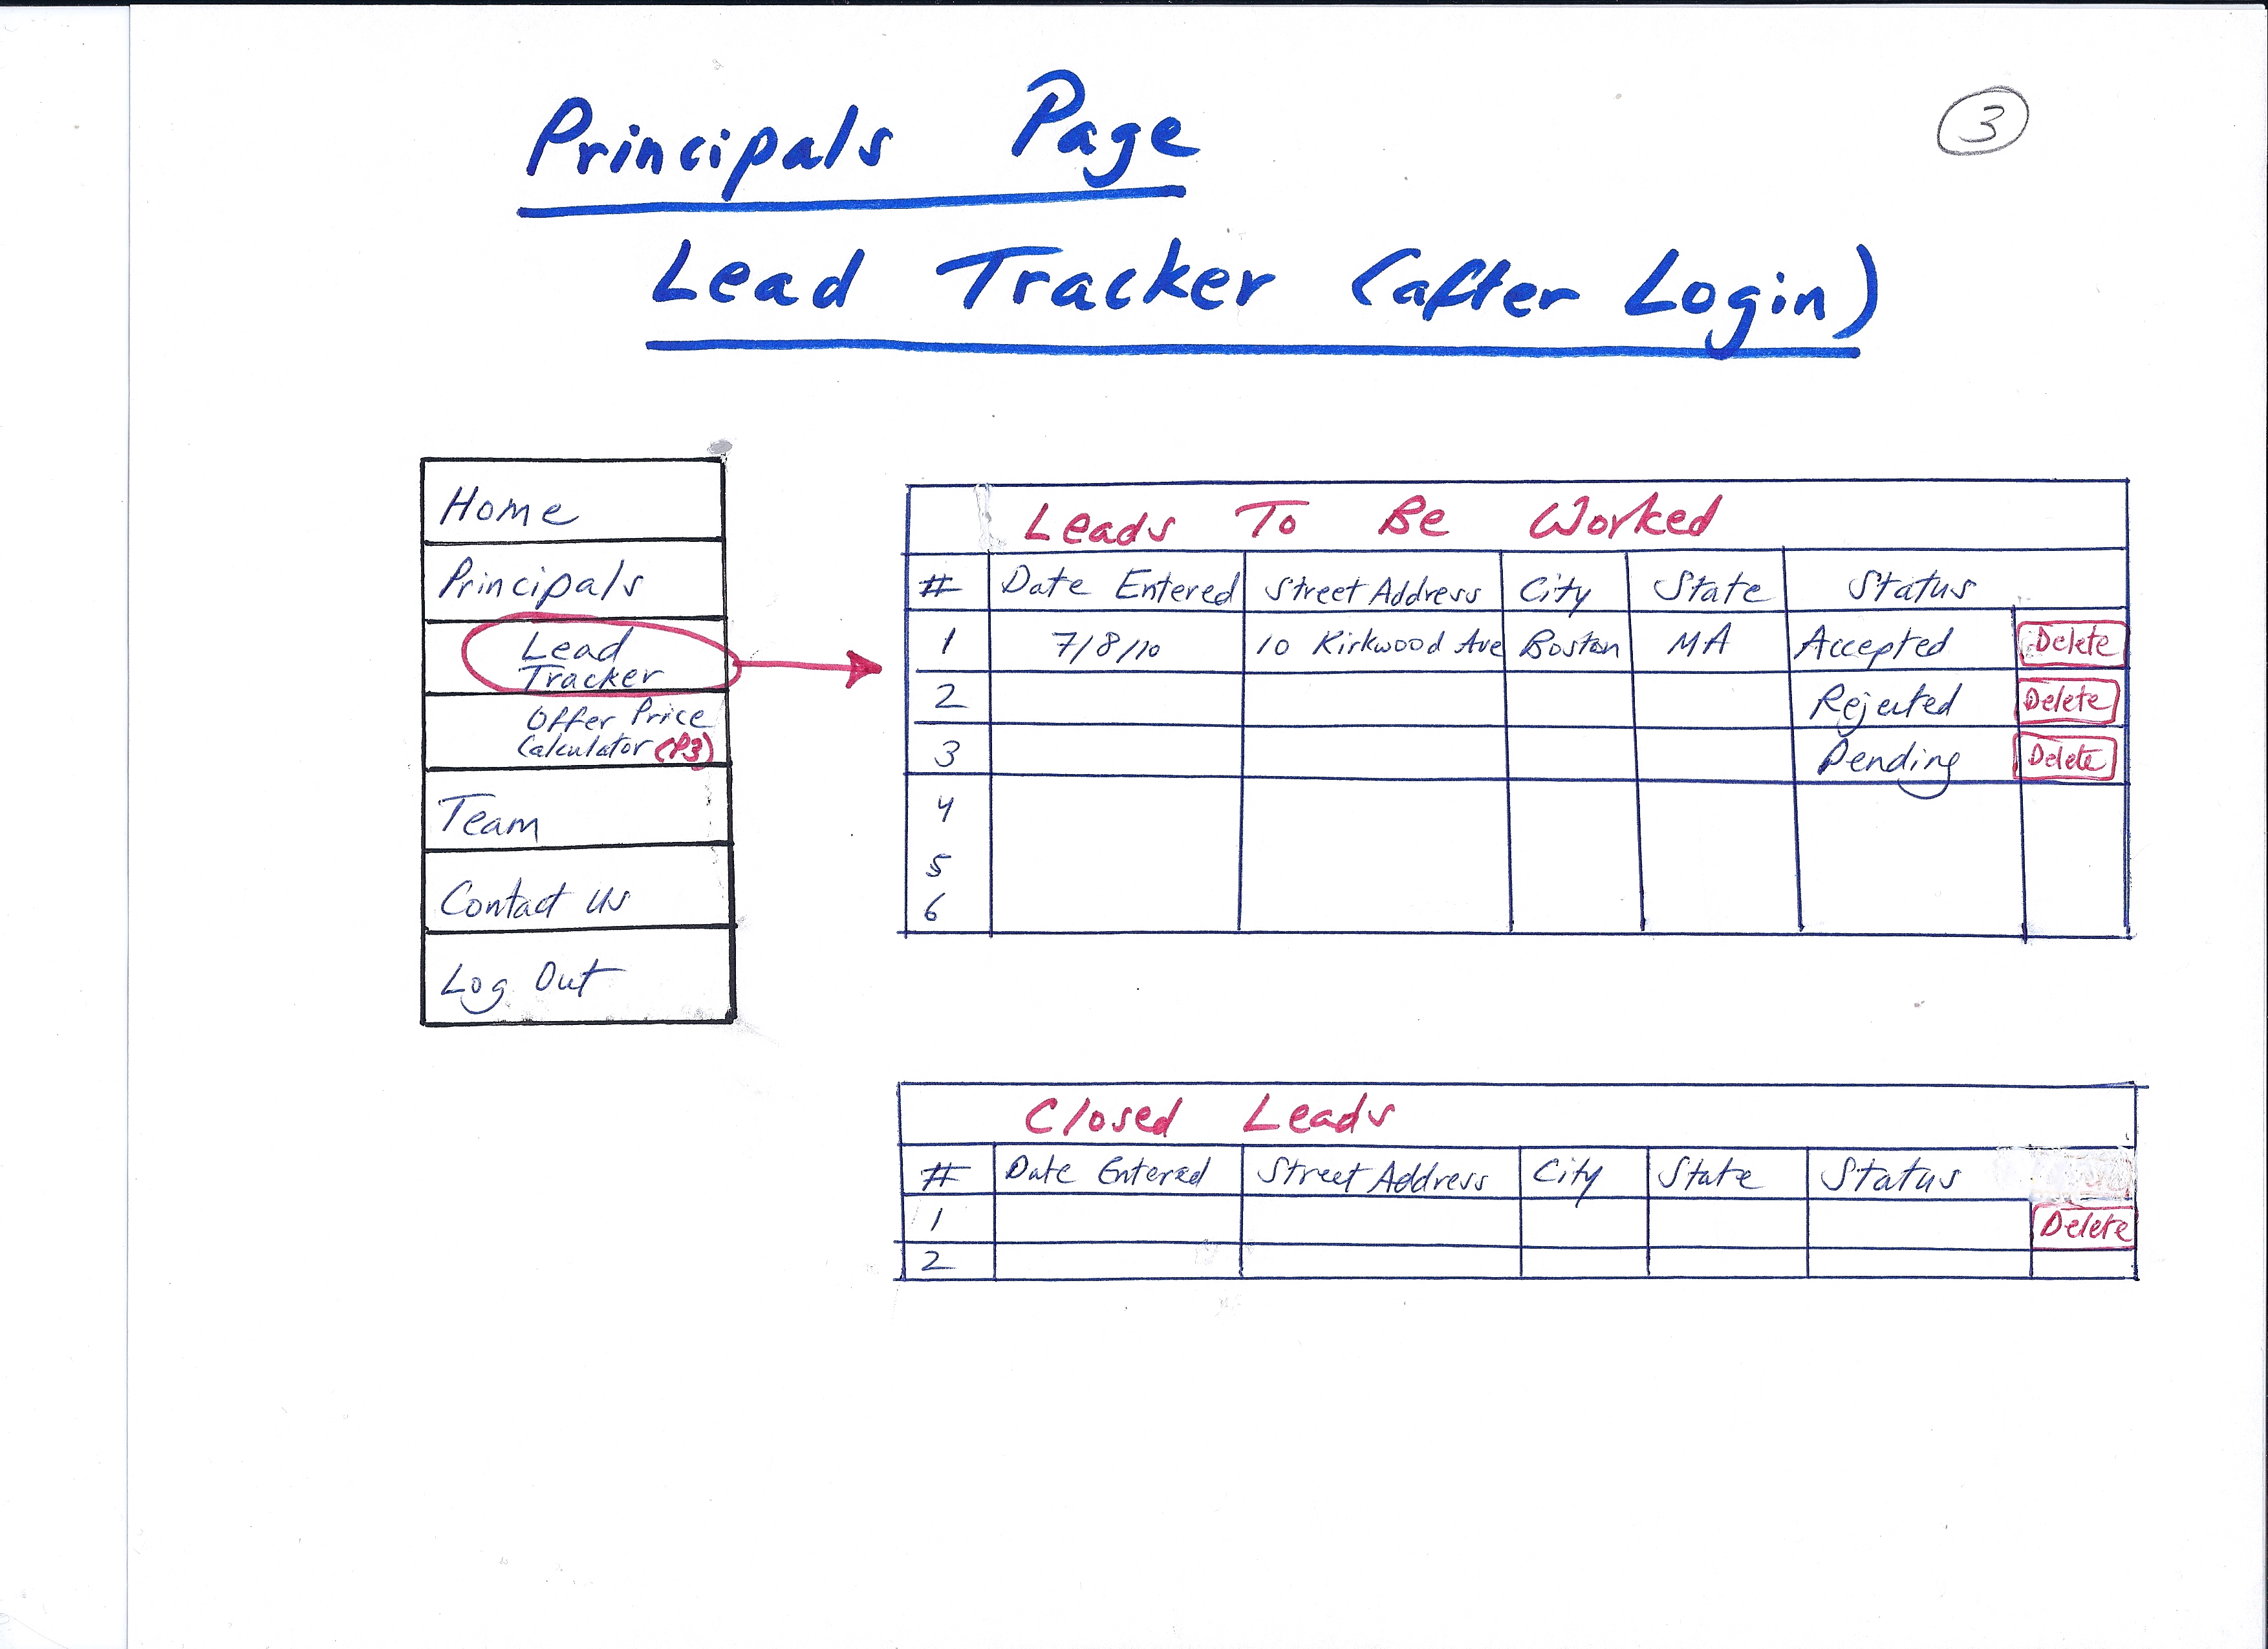 Principals Page
3
Lead Tracker (after Login)
Home
Principals
Lead
Tracker
Offer Price
Calculator (P3)
Team
Contact Us
Log Out
Leads To Be Worked
# Date Entered Street Address City State Status
1 7/8/10 10 Kirkwood Ave Boston MA Accepted Delete
2 Rejected Delete
3 Pending Delete
4
5
6
Closed Leads
# Date Entered Street Address City State Status
1 Delete
2